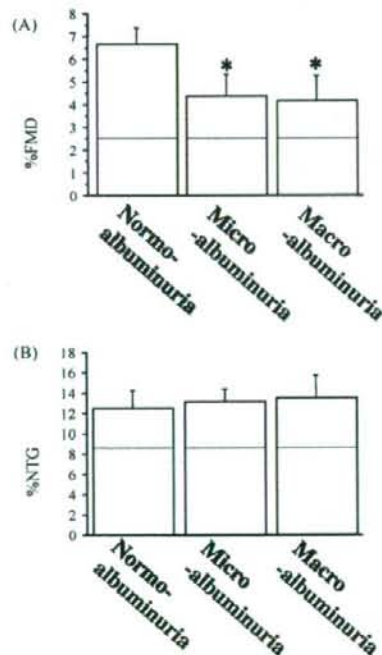 (A)
%FMD
8
7
6
5
4
3
2
1
0
*
*
Normo-
albuminuria
Micro
-albuminuria
Macro
-albuminuria
(B)
%NTG
18
16
14
12
10
8
6
4
2
0
Normo-
albuminuria
Micro
-albuminuria
Macro
-albuminuria